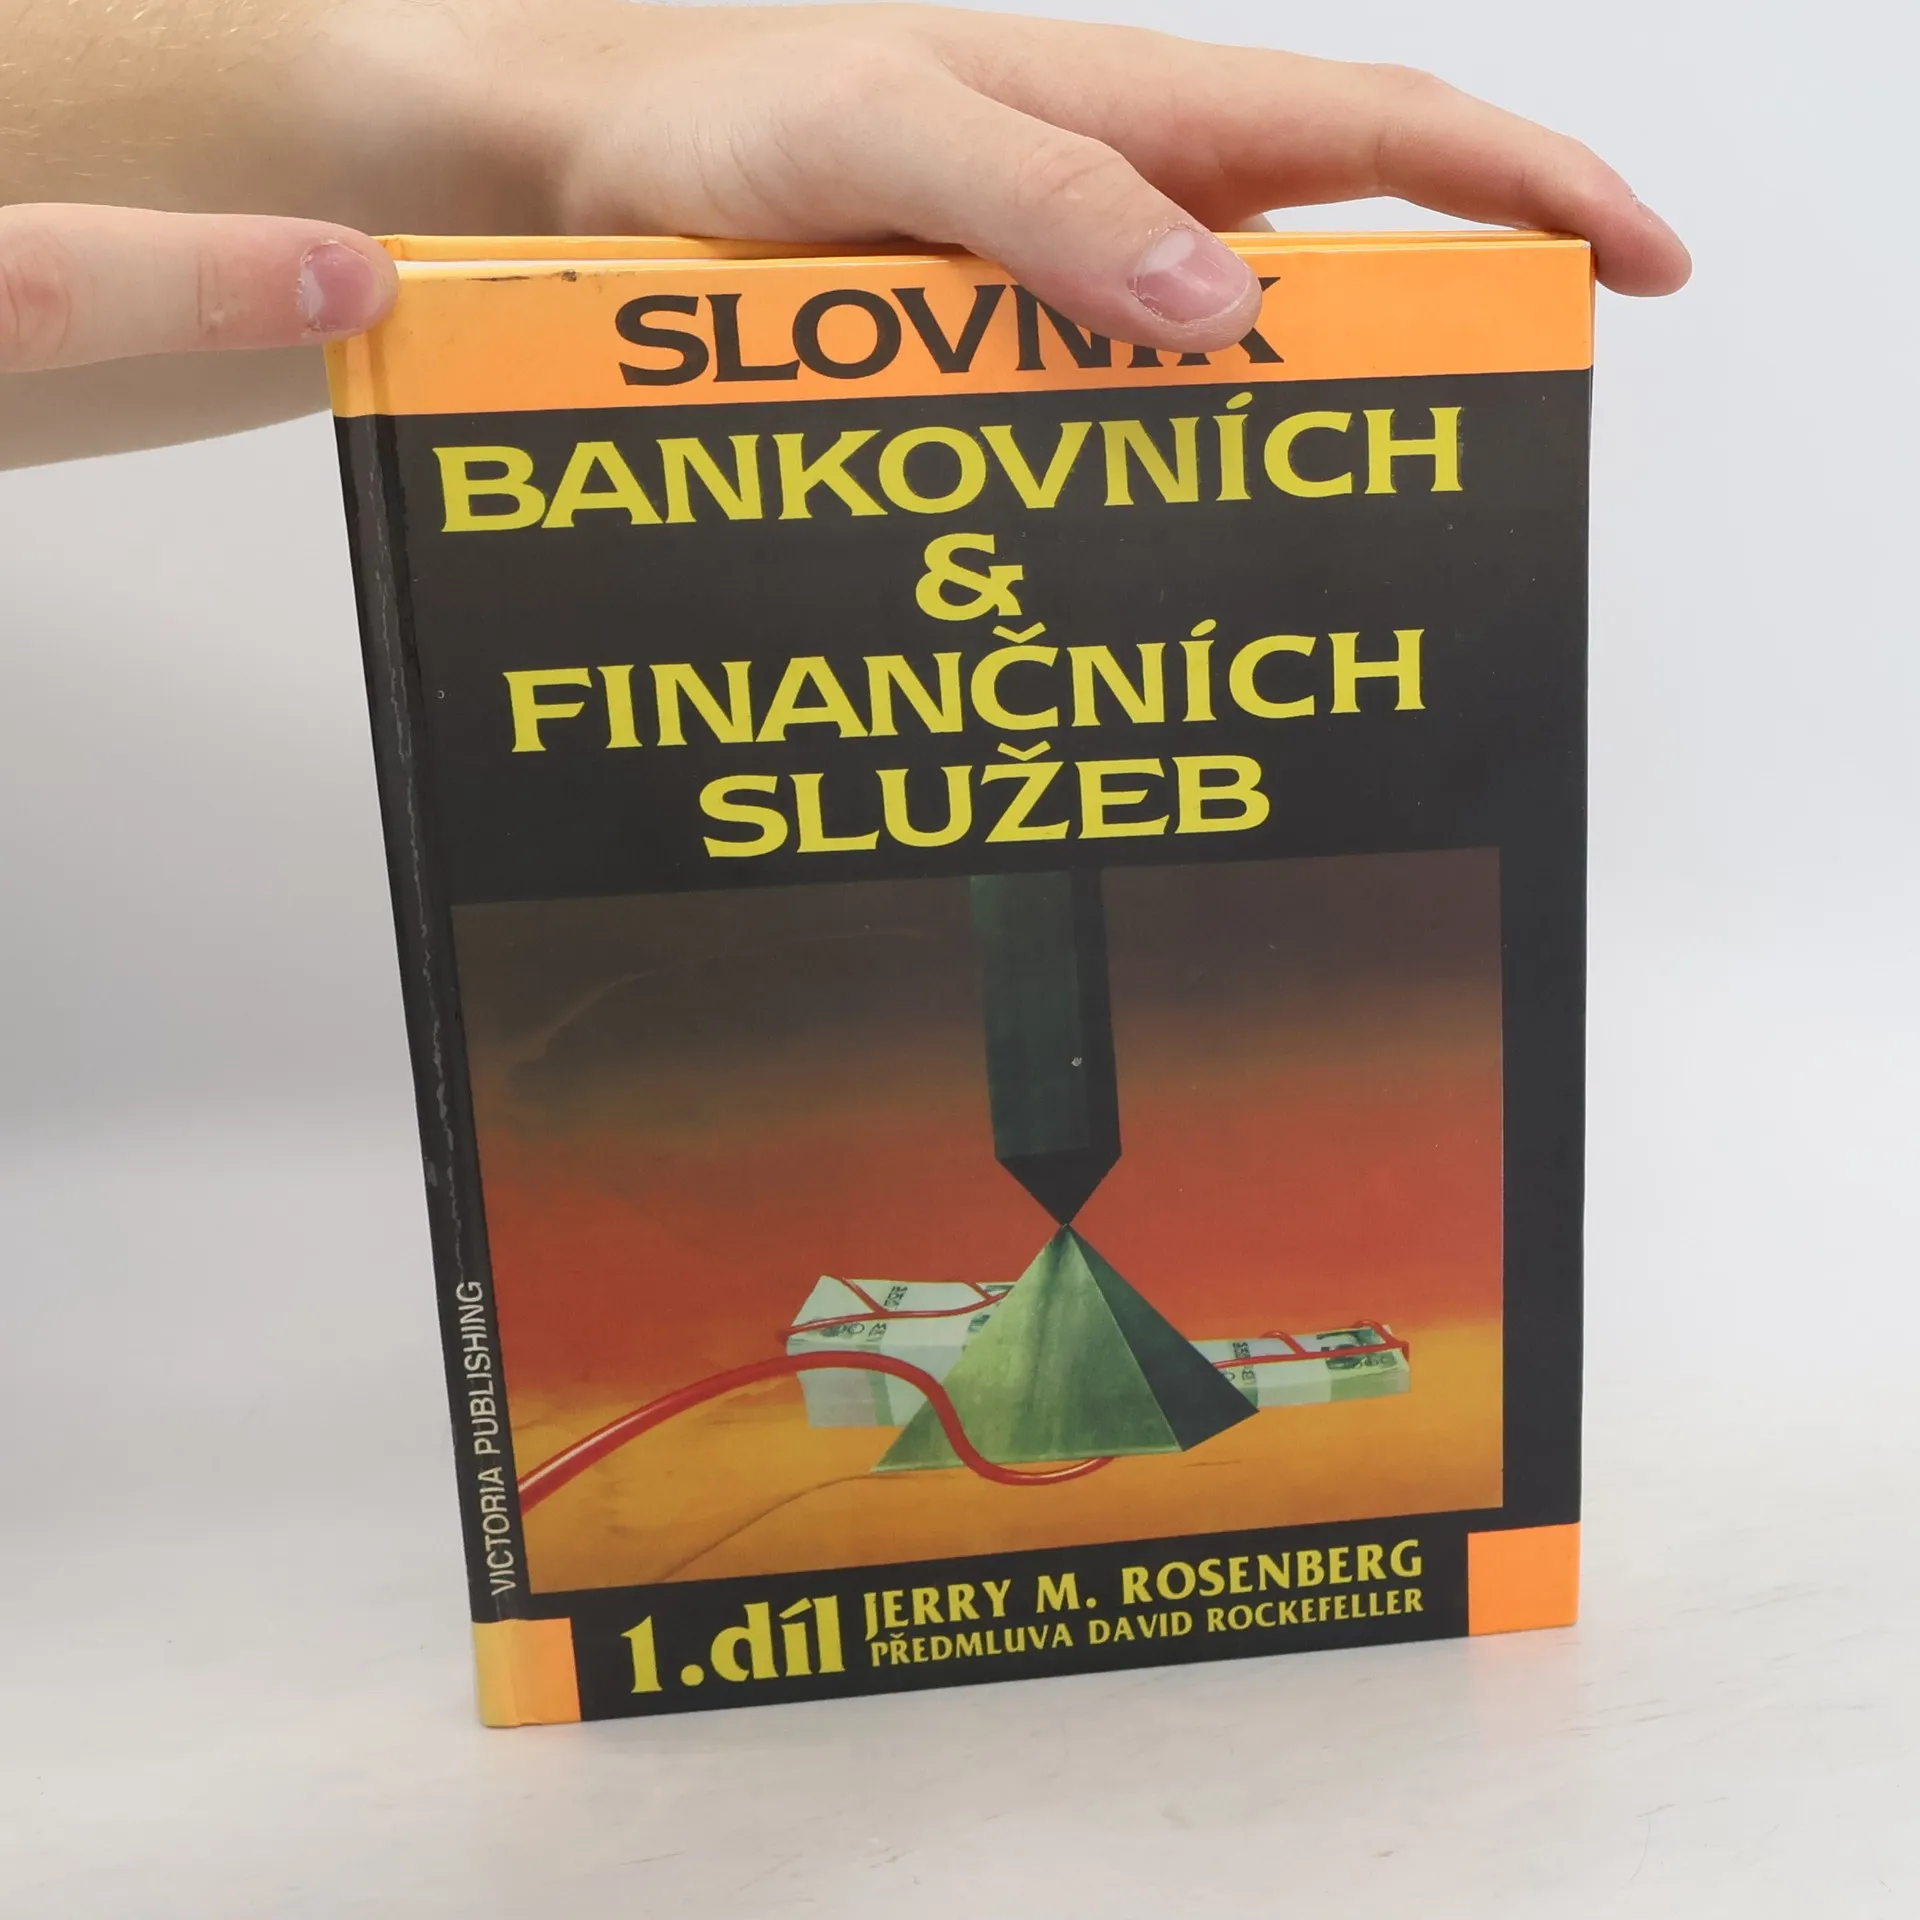 SLOVNÍK
BANKOVNÍCH
&
FINANČNÍCH
SLUŽEB
VICTORIA PUBLISHING
1.díl
JERRY M. ROSENBERG
PŘEDMLUVA DAVID ROCKEFELLER